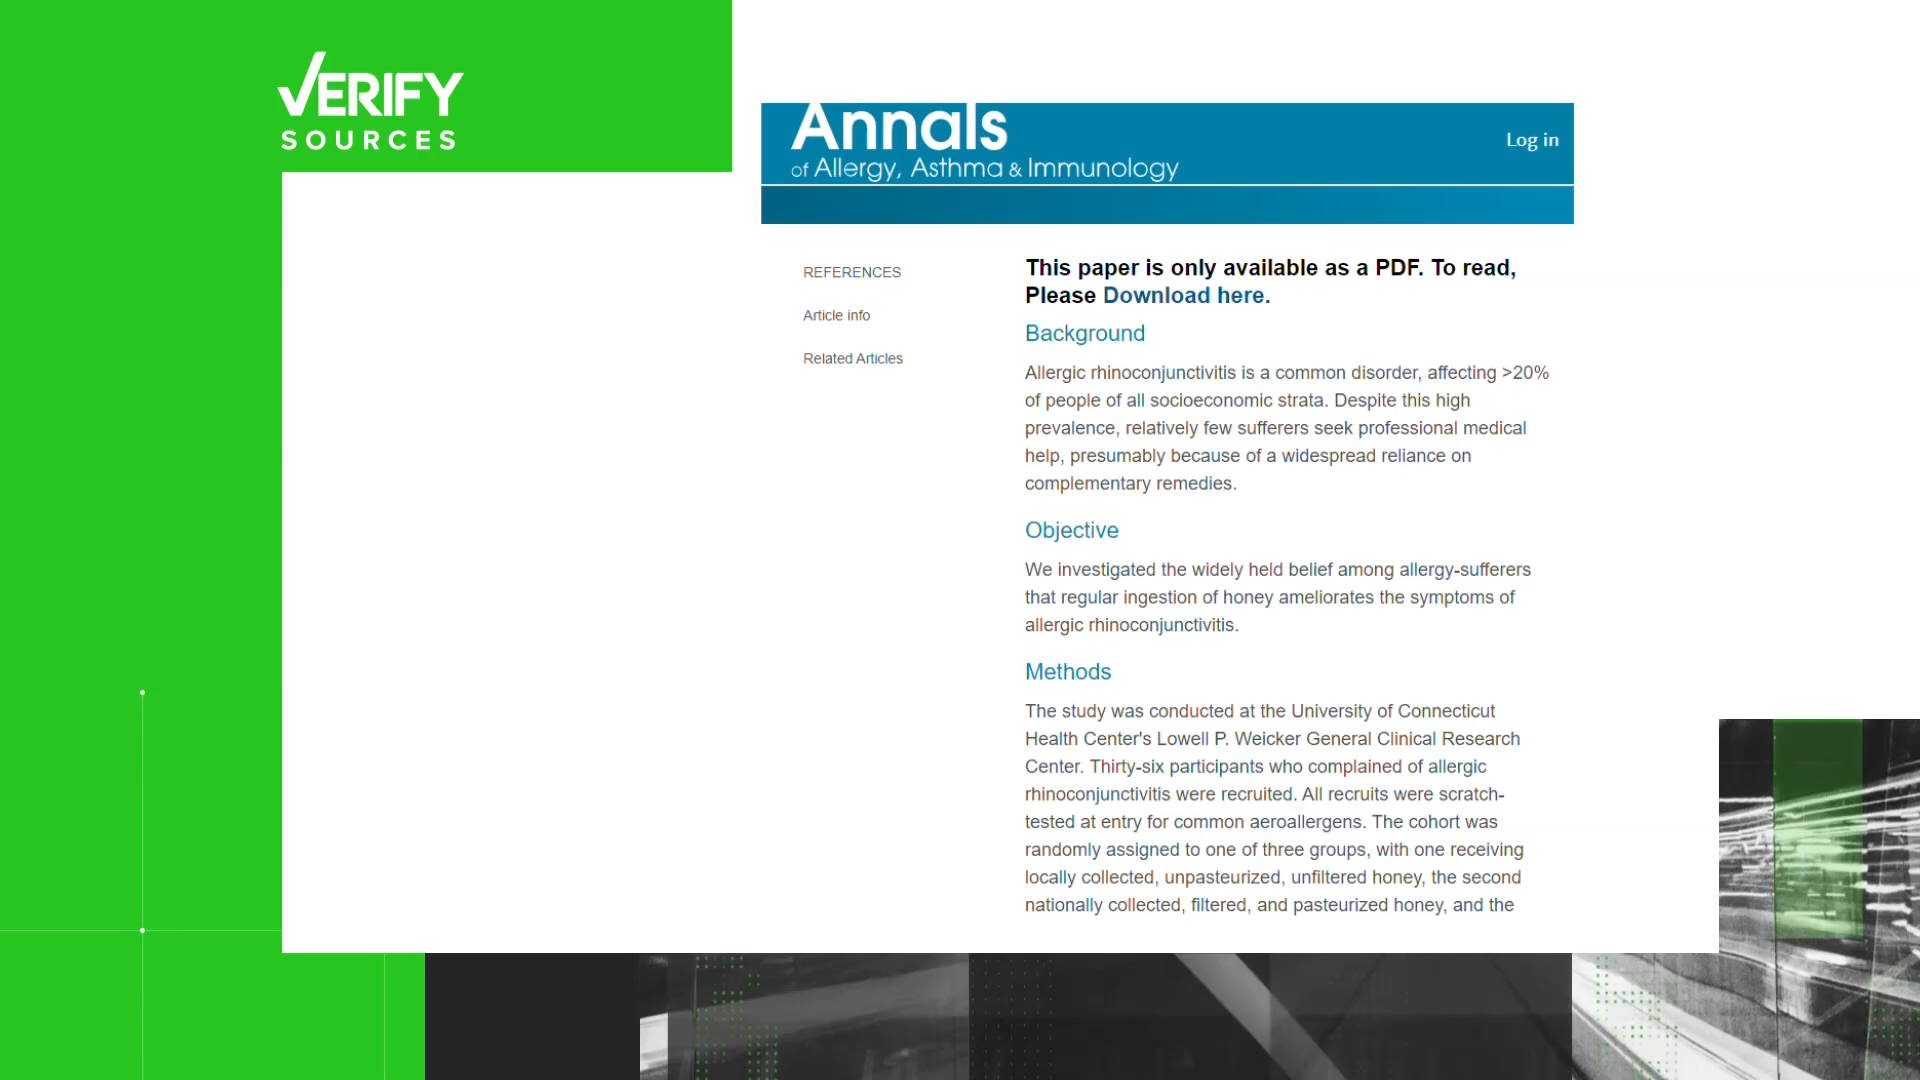 VERIFY
SOURCES
Annals
of Allergy, Asthma & Immunology
Log in
REFERENCES
Article info
Related Articles
This paper is only available as a PDF. To read,
Please Download here.
Background
Allergic rhinoconjunctivitis is a common disorder, affecting >20%
of people of all socioeconomic strata. Despite this high
prevalence, relatively few sufferers seek professional medical
help, presumably because of a widespread reliance on
complementary remedies.
Objective
We investigated the widely held belief among allergy-sufferers
that regular ingestion of honey ameliorates the symptoms of
allergic rhinoconjunctivitis.
Methods
The study was conducted at the University of Connecticut
Health Center's Lowell P. Weicker General Clinical Research
Center. Thirty-six participants who complained of allergic
rhinoconjunctivitis were recruited. All recruits were scratch-
tested at entry for common aeroallergens. The cohort was
randomly assigned to one of three groups, with one receiving
locally collected, unpasteurized, unfiltered honey, the second
nationally collected, filtered, and pasteurized honey, and the